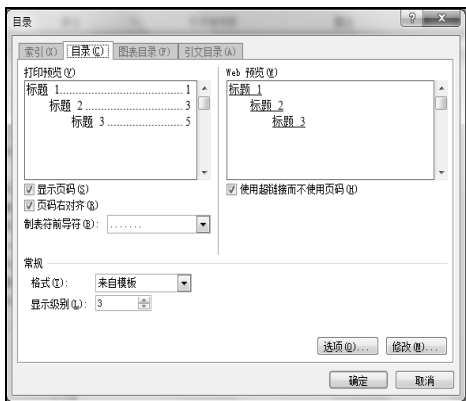 目录
索引(X) 目录(C) 图表目录(F) 引文目录(A)
打印预览(V)
标题 1..........................1
标题 2......................3
标题 3..................5
Web 预览(W)
标题 1
标题 2
标题 3
显示页码(S)
页码右对齐(R)
制表符前导符(B): .......
使用超链接而不使用页码(H)
常规
格式(T): 来自模板
显示级别(L): 3
选项(O)... 修改(M)...
确定 取消